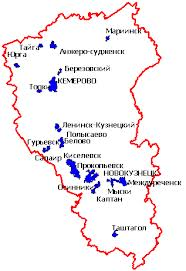 Мариинск
Тайга
Юрга
Анжеро-судженск
Березовский
КЕМЕРОВО
Топки
Ленинск-Кузнецкий
Полысаево
Белово
Гурьевск
Салаир
Киселевск
Прокопьевск
НОВОКУЗНЕЦК
Междуреченск
Осинники
Мыски
Калтан
Таштагол